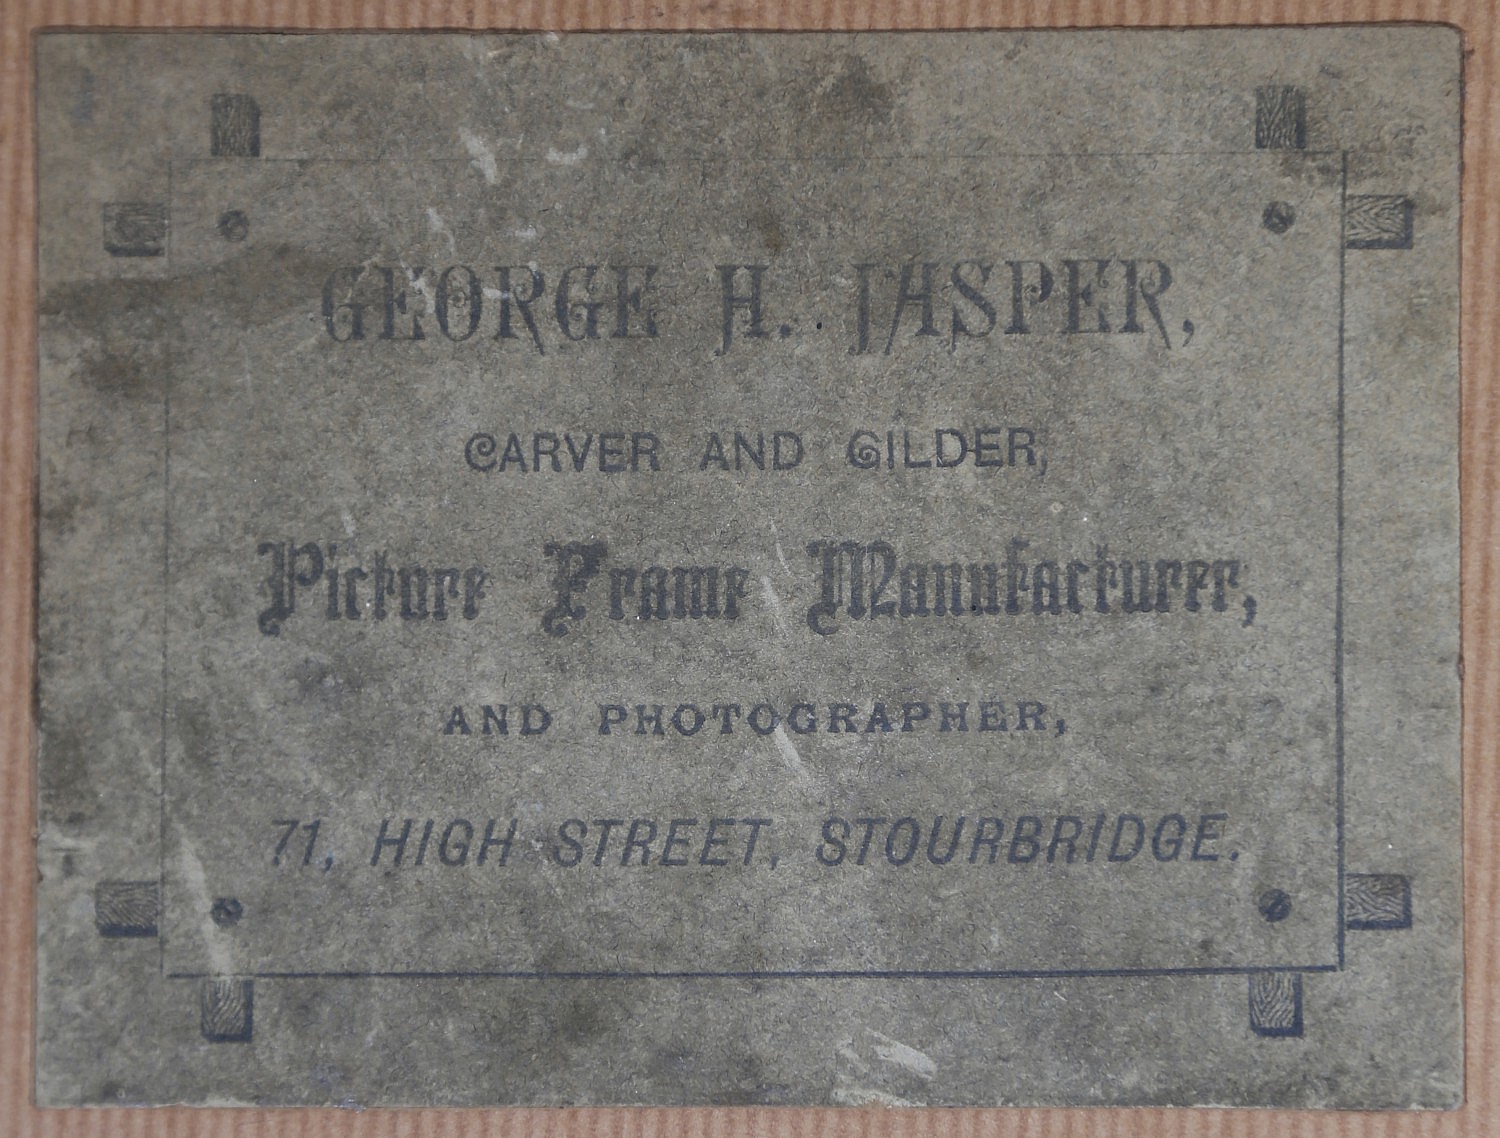 GEORGE H. JASPER,
CARVER AND GILDER,
Picture Frame Manufacturer,
AND PHOTOGRAPHER,
71, HIGH STREET, STOURBRIDGE.